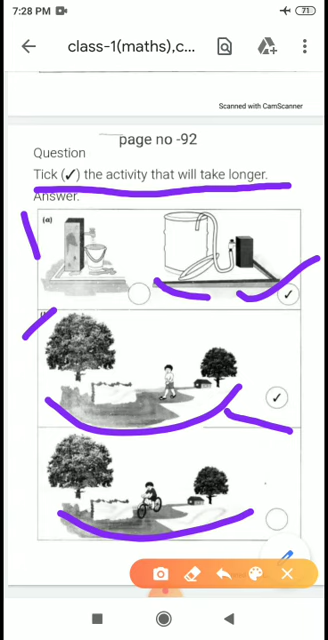 7:28 PM
71
class-1(maths),c...
Scanned with CamScanner
page no -92
Question
Tick (✓) the activity that will take longer.
Answer.
(a)